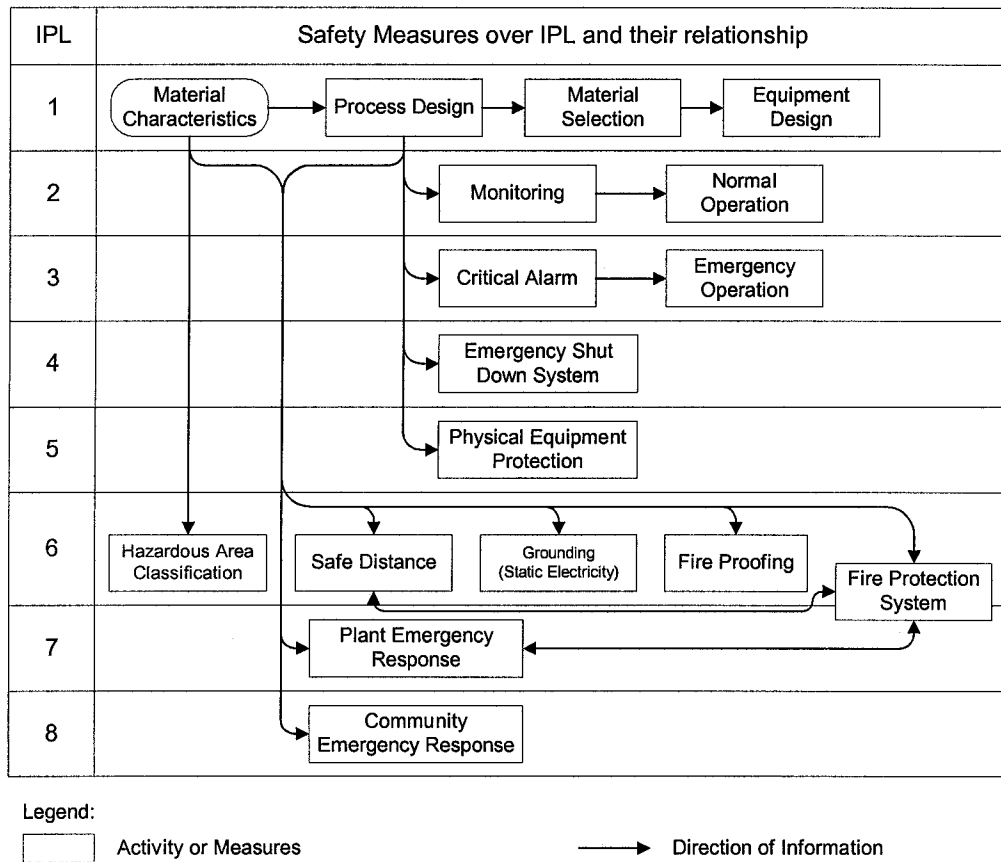 IPL
Safety Measures over IPL and their relationship
1
Material
Characteristics
Process Design
Material
Selection
Equipment
Design
2
Monitoring
Normal
Operation
3
Critical Alarm
Emergency
Operation
4
Emergency Shut
Down System
5
Physical Equipment
Protection
6
Hazardous Area
Classification
Safe Distance
Grounding
(Static Electricity)
Fire Proofing
Fire Protection
System
7
Plant Emergency
Response
8
Community
Emergency Response
Legend:
Activity or Measures
Direction of Information